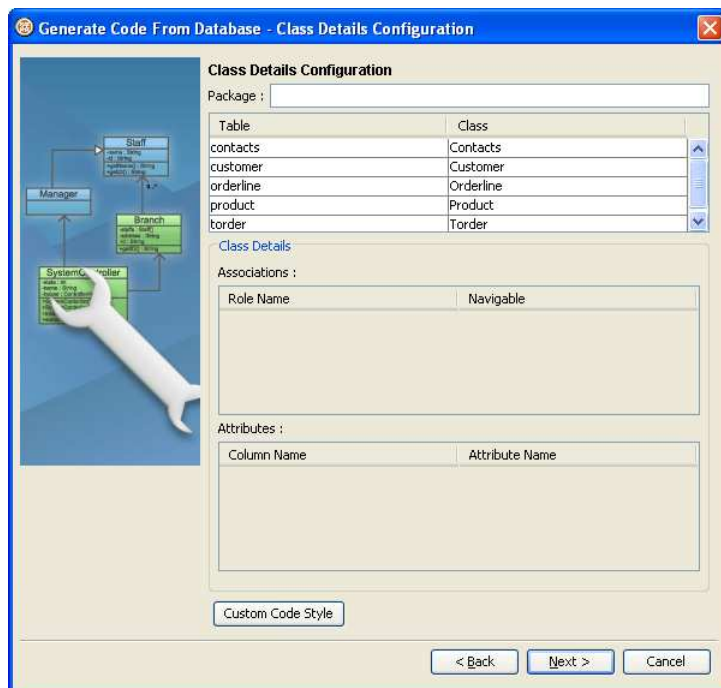 Generate Code From Database - Class Details Configuration
Class Details Configuration
Package :
Table Class
contacts Contacts
customer Customer
orderline Orderline
product Product
torder Torder
Class Details
Associations :
Role Name Navigable
Attributes :
Column Name Attribute Name
Custom Code Style
< Back Next > Cancel
Staff
Manager
Branch